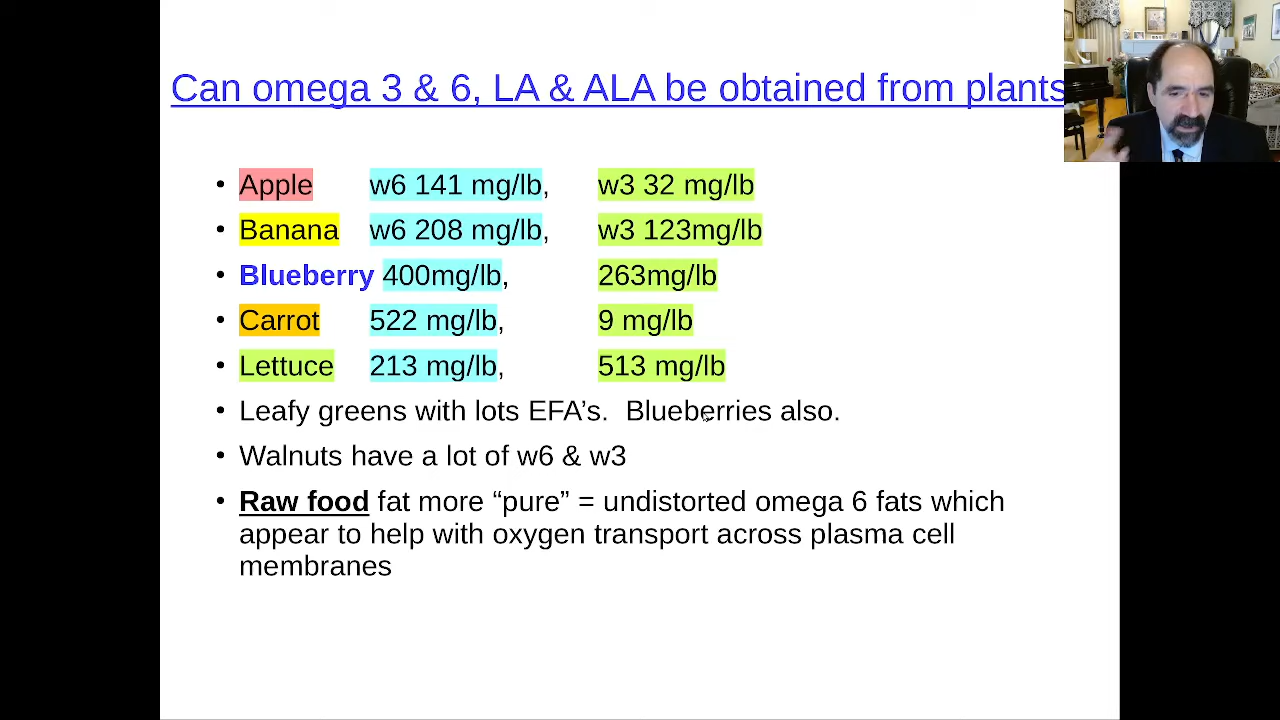 Can omega 3 & 6, LA & ALA be obtained from plants
• Apple w6 141 mg/lb, w3 32 mg/lb
• Banana w6 208 mg/lb, w3 123mg/lb
• Blueberry 400mg/lb, 263mg/lb
• Carrot 522 mg/lb, 9 mg/lb
• Lettuce 213 mg/lb, 513 mg/lb
• Leafy greens with lots EFA’s. Blueberries also.
• Walnuts have a lot of w6 & w3
• Raw food fat more “pure” = undistorted omega 6 fats which
appear to help with oxygen transport across plasma cell
membranes